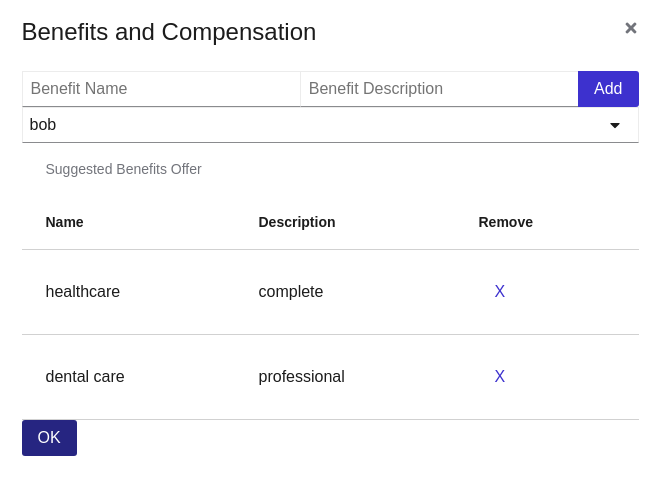 Benefits and Compensation ×
Benefit Name Benefit Description Add
bob
Suggested Benefits Offer
Name Description Remove
healthcare complete X
dental care professional X
OK